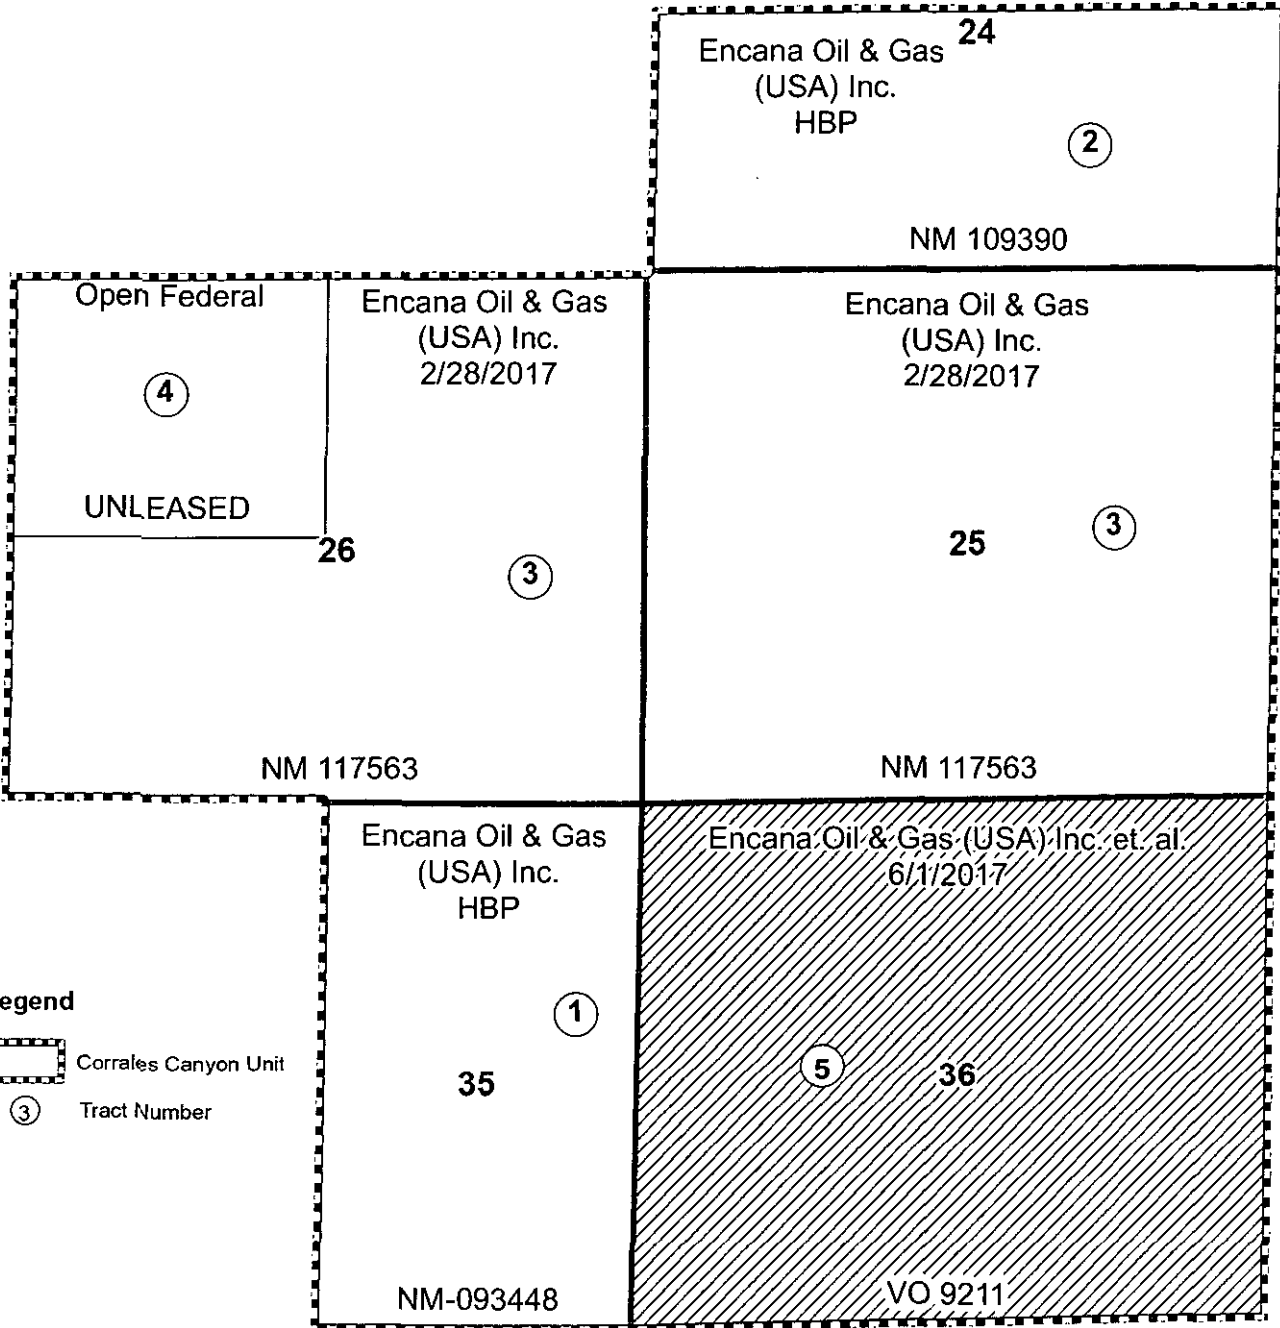 24
Encana Oil & Gas
(USA) Inc.
HBP
2
NM 109390
Open Federal
4
UNLEASED
Encana Oil & Gas
(USA) Inc.
2/28/2017
26
3
NM 117563
Encana Oil & Gas
(USA) Inc.
2/28/2017
25
3
NM 117563
Encana Oil & Gas
(USA) Inc.
HBP
1
35
NM-093448
Encana Oil & Gas (USA) Inc. et. al.
6/1/2017
5
36
VO 9211
egend
Corrales Canyon Unit
3 Tract Number